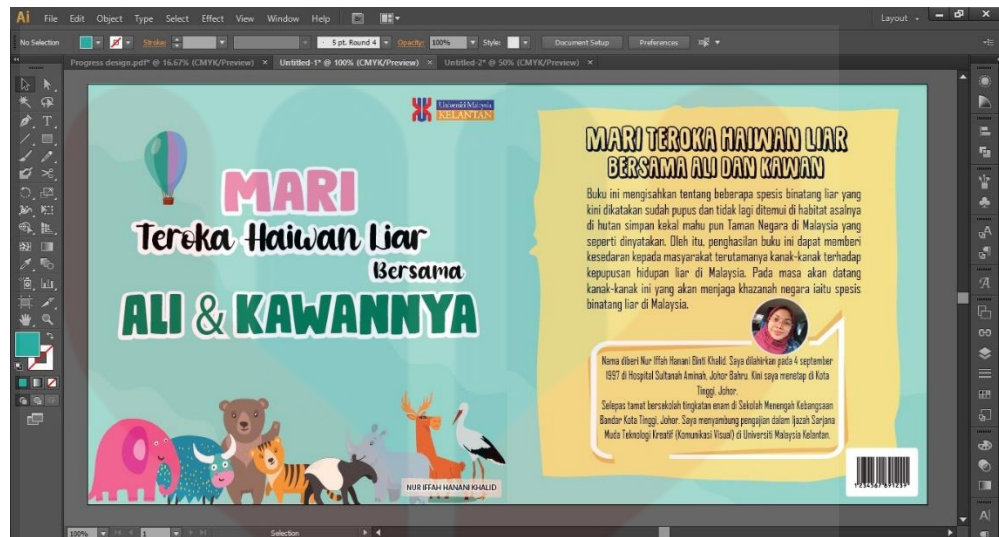 Ai File Edit Object Type Select Effect View Window Help Layout
No Selection Stroke: 5 pt. Round 4 Opacity: 100% Style: Document Setup Preferences
Progress design.pdf* @ 16.67% (CMYK/Preview) × Untitled-1* @ 100% (CMYK/Preview) × Untitled-2* @ 50% (CMYK/Preview) ×
Universiti Malaysia
KELANTAN
MARI
Teroka Haiwan Liar
Bersama
ALI & KAWANNYA
NUR IFFAH HANANI KHALID
MARI TEROKA HAIWAN LIAR
BERSAMA ALI DAN KAWAN
Buku ini mengisahkan tentang beberapa spesis binatang liar yang
kini dikatakan sudah pupus dan tidak lagi ditemui di habitat asalnya
di hutan simpan kekal mahu pun Taman Negara di Malaysia yang
seperti dinyatakan. Oleh itu, penghasilan buku ini dapat memberi
kesedaran kepada masyarakat terutamanya kanak-kanak terhadap
kepupusan hidupan liar di Malaysia. Pada masa akan datang
kanak-kanak ini yang akan menjaga khazanah negara iaitu spesis
binatang liar di Malaysia.
Nama diberi Nur Iffah Hanani Binti Khalid. Saya dilahirkan pada 4 september
1997 di Hospital Sultanah Aminah, Johor Bahru. Kini saya menetap di Kota
Tinggi, Johor.
Selepas tamat bersekolah tingkatan enam di Sekolah Menengah Kebangsaan
Bandar Kota Tinggi, Johor. Saya menyambung pengajian dalam Ijazah Sarjana
Muda Teknologi Kreatif (Komunikasi Visual) di Universiti Malaysia Kelantan.
100% 1 Selection